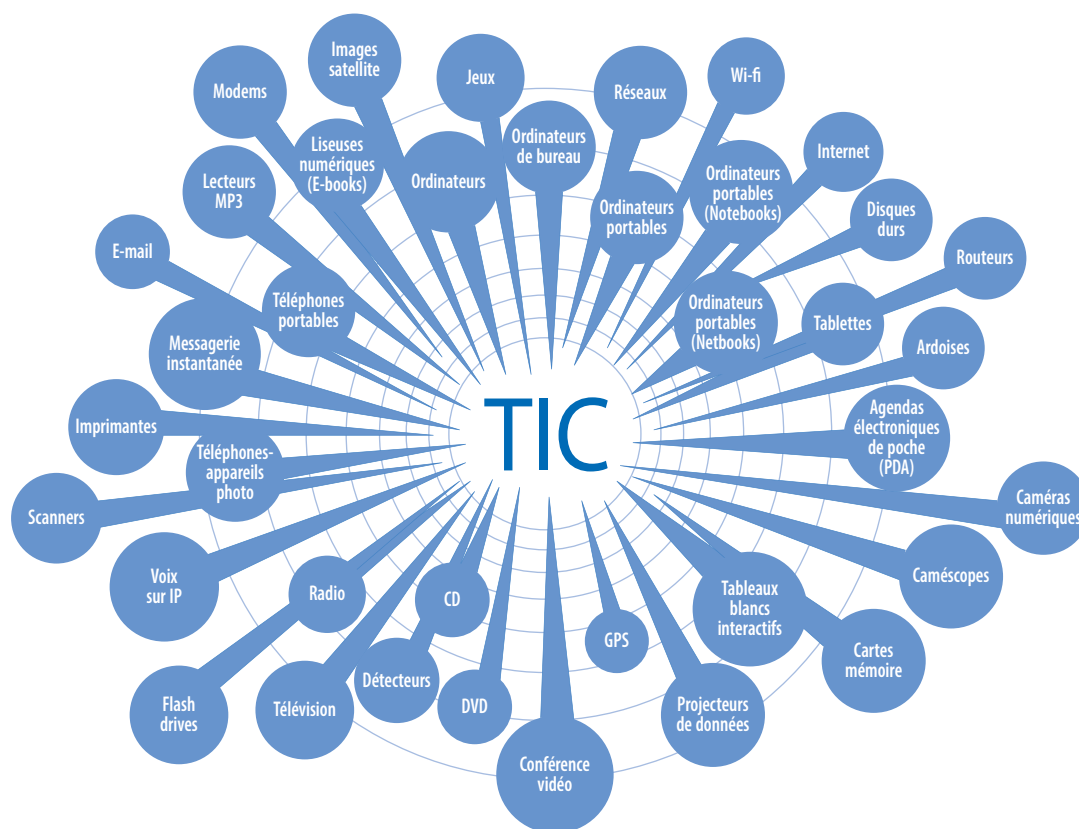 Images
satellite
Jeux
Wi-fi
Modems
Réseaux
Ordinateurs
de bureau
Liseuses
numériques
(E-books)
Internet
Ordinateurs
portables
(Notebooks)
Lecteurs
MP3
Ordinateurs
Ordinateurs
portables
Disques
durs
E-mail
Routeurs
Téléphones
portables
Ordinateurs
portables
(Netbooks)
Tablettes
Messagerie
instantanée
Ardoises
TIC
Imprimantes
Agendas
électroniques
de poche
(PDA)
Téléphones-
appareils
photo
Scanners
Caméras
numériques
Voix
sur IP
Radio
CD
Tableaux
blancs
interactifs
Caméscopes
GPS
Cartes
mémoire
Détecteurs
Flash
drives
Télévision
DVD
Projecteurs
de données
Conférence
vidéo